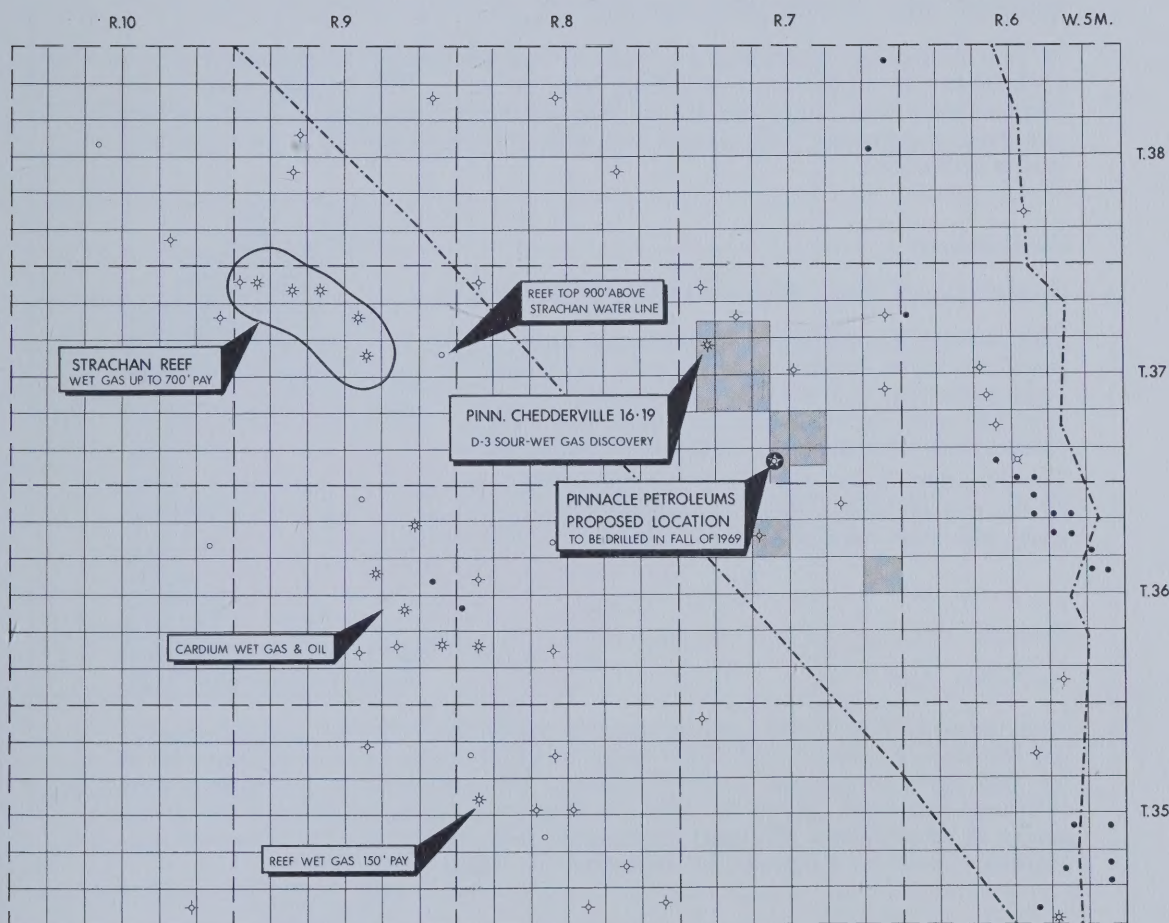 R.10 R.9 R.8 R.7 R.6 W. 5M.
T.38
REEF TOP 900' ABOVE
STRACHAN WATER LINE
STRACHAN REEF
WET GAS UP TO 700' PAY
T.37
PINN. CHEDDERVILLE 16·19
D-3 SOUR-WET GAS DISCOVERY
PINNACLE PETROLEUMS
PROPOSED LOCATION
TO BE DRILLED IN FALL OF 1969
T.36
CARDIUM WET GAS & OIL
T.35
REEF WET GAS 150' PAY